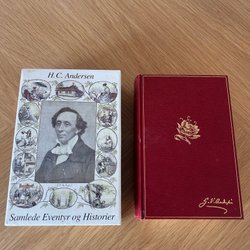 H.C. Andersen
Samlede Eventyr og Historier